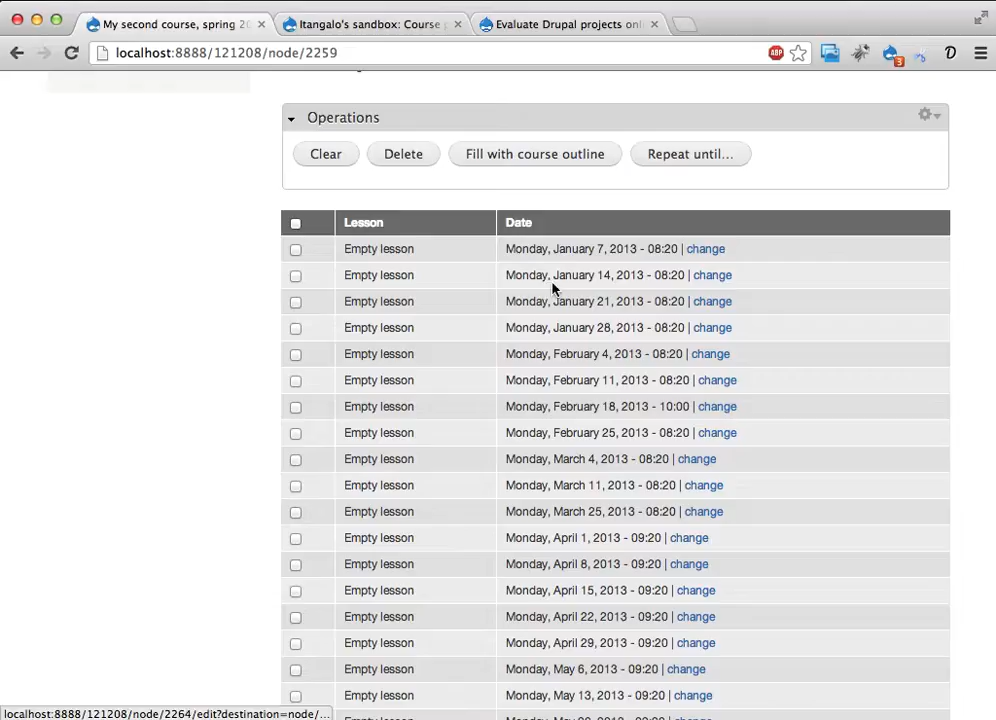 My second course, spring 20
Itangalo's sandbox: Course p
Evaluate Drupal projects onl
localhost:8888/121208/node/2259
ABP
3
D
Operations
Clear
Delete
Fill with course outline
Repeat until...
Lesson Date
Empty lesson Monday, January 7, 2013 - 08:20 | change
Empty lesson Monday, January 14, 2013 - 08:20 | change
Empty lesson Monday, January 21, 2013 - 08:20 | change
Empty lesson Monday, January 28, 2013 - 08:20 | change
Empty lesson Monday, February 4, 2013 - 08:20 | change
Empty lesson Monday, February 11, 2013 - 08:20 | change
Empty lesson Monday, February 18, 2013 - 10:00 | change
Empty lesson Monday, February 25, 2013 - 08:20 | change
Empty lesson Monday, March 4, 2013 - 08:20 | change
Empty lesson Monday, March 11, 2013 - 08:20 | change
Empty lesson Monday, March 25, 2013 - 08:20 | change
Empty lesson Monday, April 1, 2013 - 09:20 | change
Empty lesson Monday, April 8, 2013 - 09:20 | change
Empty lesson Monday, April 15, 2013 - 09:20 | change
Empty lesson Monday, April 22, 2013 - 09:20 | change
Empty lesson Monday, April 29, 2013 - 09:20 | change
Empty lesson Monday, May 6, 2013 - 09:20 | change
Empty lesson Monday, May 13, 2013 - 09:20 | change
localhost:8888/121208/node/2264/edit?destination=node/...